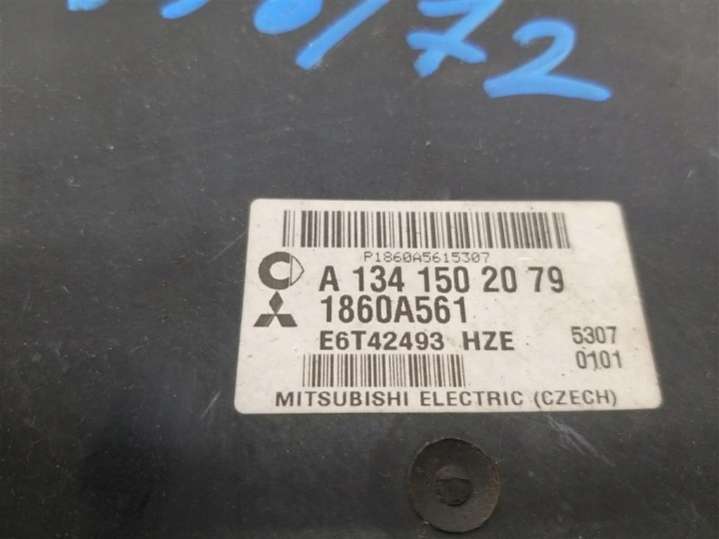 P1860A5615307
A 134 150 20 79
1860A561
E6T42493 HZE 5307
0101
MITSUBISHI ELECTRIC (CZECH)